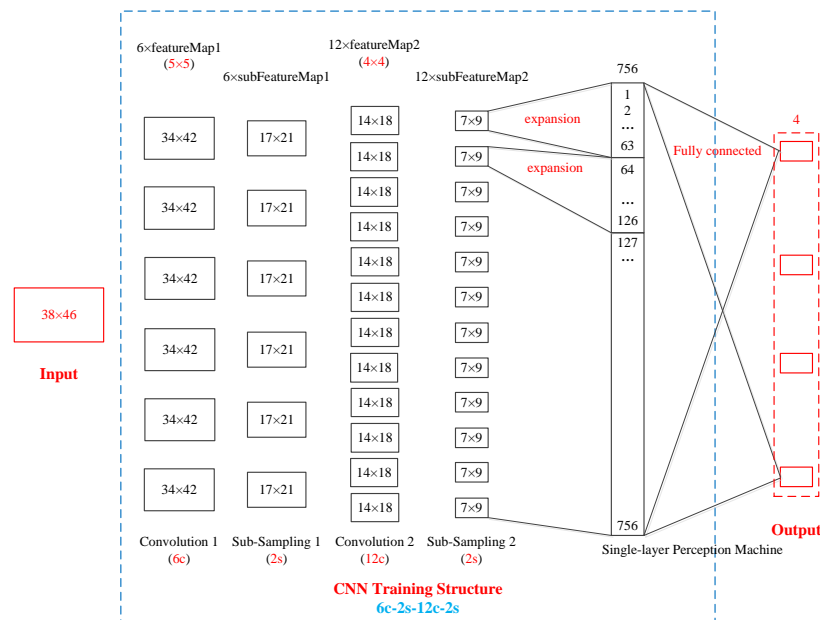 6×featureMap1
(5×5)
6×subFeatureMap1
12×featureMap2
(4×4)
12×subFeatureMap2
756
4
38×46
Input
34×42
34×42
34×42
34×42
34×42
34×42
17×21
17×21
17×21
17×21
17×21
17×21
14×18
14×18
14×18
14×18
14×18
14×18
14×18
14×18
14×18
14×18
14×18
14×18
7×9
7×9
7×9
7×9
7×9
7×9
7×9
7×9
7×9
7×9
7×9
7×9
expansion
expansion
1
2
...
63
64
...
126
127
...
756
Fully connected
Output
Convolution 1
(6c)
Sub-Sampling 1
(2s)
Convolution 2
(12c)
Sub-Sampling 2
(2s)
Single-layer Perception Machine
CNN Training Structure
6c-2s-12c-2s